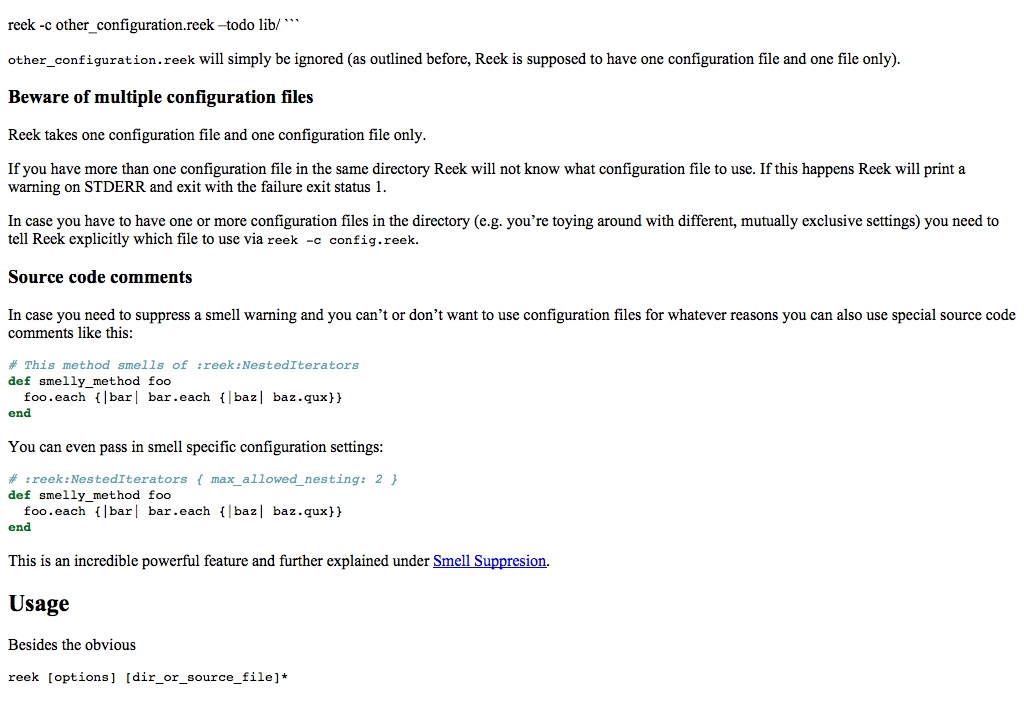 reek -c other_configuration.reek –todo lib/ ```
other_configuration.reek will simply be ignored (as outlined before, Reek is supposed to have one configuration file and one file only).
Beware of multiple configuration files
Reek takes one configuration file and one configuration file only.
If you have more than one configuration file in the same directory Reek will not know what configuration file to use. If this happens Reek will print a
warning on STDERR and exit with the failure exit status 1.
In case you have to have one or more configuration files in the directory (e.g. you’re toying around with different, mutually exclusive settings) you need to
tell Reek explicitly which file to use via reek -c config.reek.
Source code comments
In case you need to suppress a smell warning and you can’t or don’t want to use configuration files for whatever reasons you can also use special source code
comments like this:
# This method smells of :reek:NestedIterators
def smelly_method foo
  foo.each {|bar| bar.each {|baz| baz.qux}}
end
You can even pass in smell specific configuration settings:
# :reek:NestedIterators { max_allowed_nesting: 2 }
def smelly_method foo
  foo.each {|bar| bar.each {|baz| baz.qux}}
end
This is an incredible powerful feature and further explained under Smell Suppresion.
Usage
Besides the obvious
reek [options] [dir_or_source_file]*